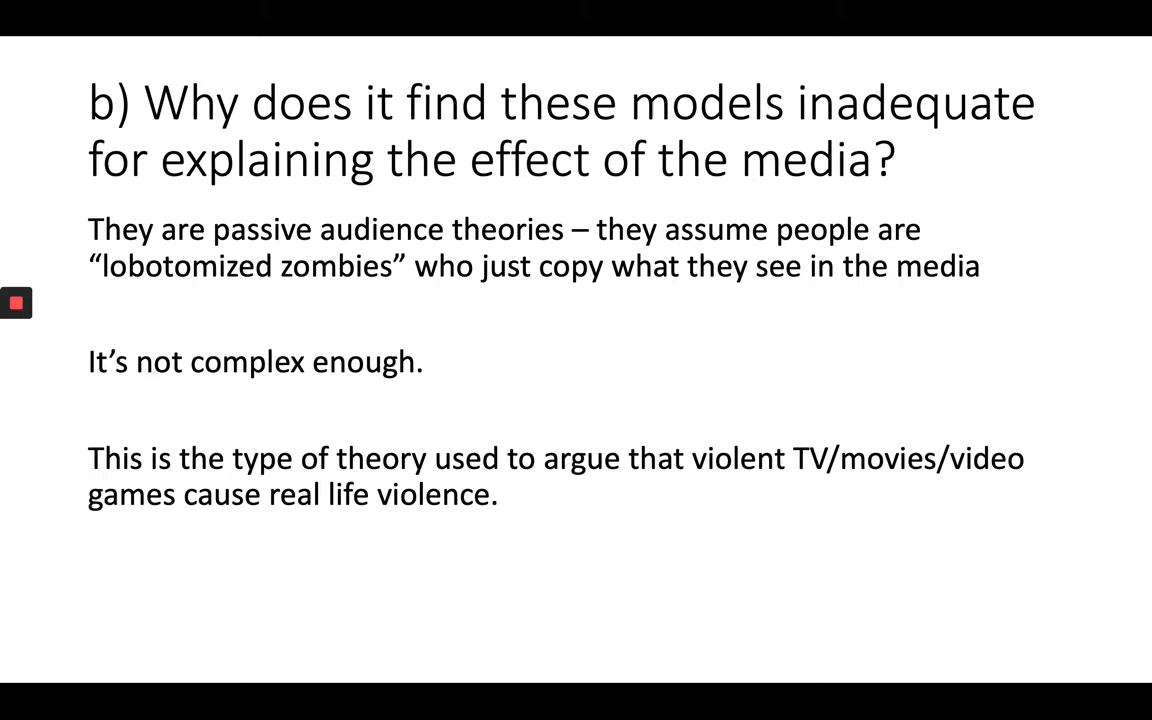 b) Why does it find these models inadequate
for explaining the effect of the media?
They are passive audience theories – they assume people are
“lobotomized zombies” who just copy what they see in the media
It’s not complex enough.
This is the type of theory used to argue that violent TV/movies/video
games cause real life violence.